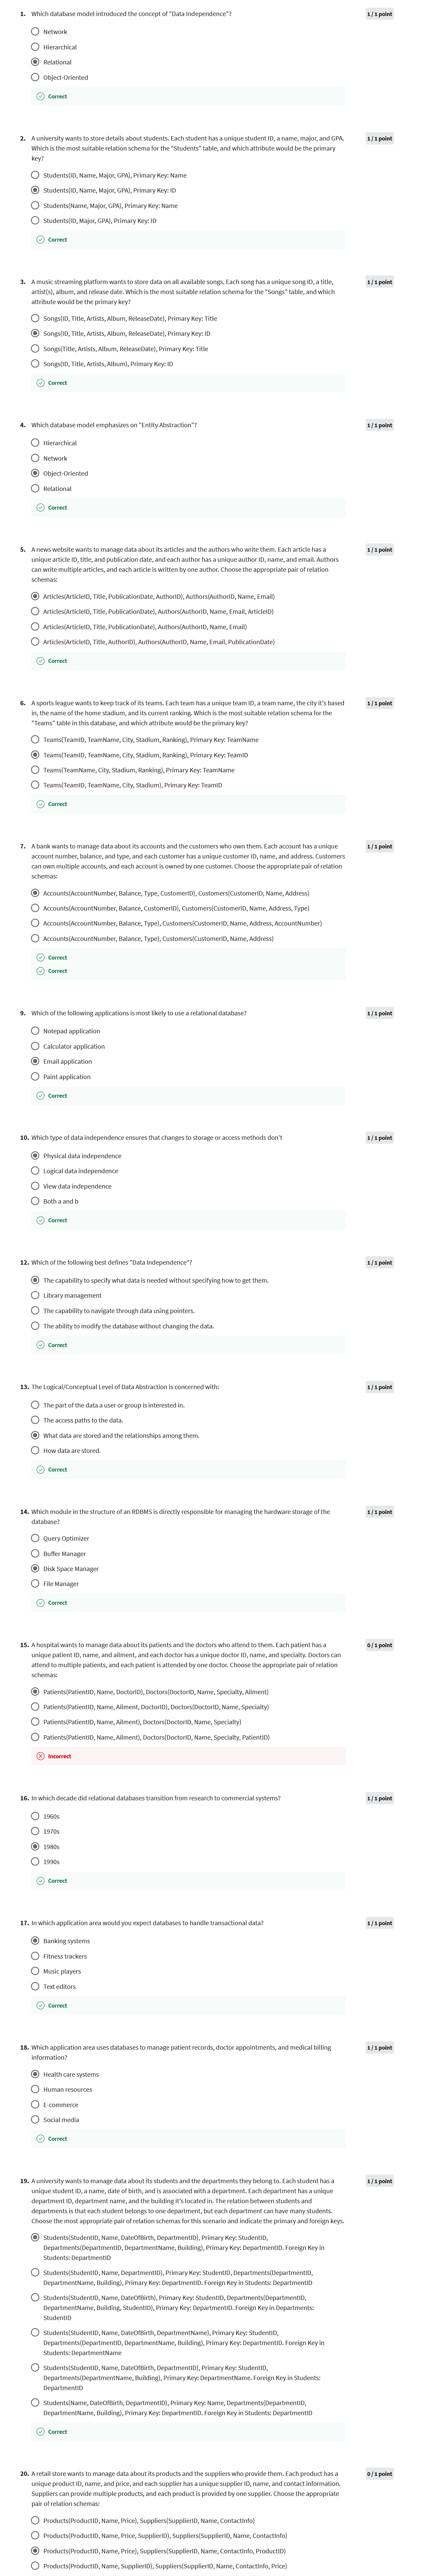 1. Which database model introduced the concept of "Data Independence"?
1 / 1 point
Network
Hierarchical
Relational
Object-Oriented
Correct
2. A university wants to store details about students. Each student has a unique student ID, a name, major, and GPA.
1 / 1 point
Which is the most suitable relation schema for the "Students" table, and which attribute would be the primary
key?
Students(ID, Name, Major, GPA), Primary Key: Name
Students(ID, Name, Major, GPA), Primary Key: ID
Students(Name, Major, GPA), Primary Key: Name
Students(ID, Major, GPA), Primary Key: ID
Correct
3. A music streaming platform wants to store data on all available songs. Each song has a unique song ID, a title,
1 / 1 point
artist(s), album, and release date. Which is the most suitable relation schema for the "Songs" table, and which
attribute would be the primary key?
Songs(ID, Title, Artists, Album, ReleaseDate), Primary Key: Title
Songs(ID, Title, Artists, Album, ReleaseDate), Primary Key: ID
Songs(Title, Artists, Album, ReleaseDate), Primary Key: Title
Songs(ID, Title, Artists, Album), Primary Key: ID
Correct
4. Which database model emphasizes on "Entity Abstraction"?
1 / 1 point
Hierarchical
Network
Object-Oriented
Relational
Correct
5. A news website wants to manage data about its articles and the authors who write them. Each article has a
1 / 1 point
unique article ID, title, and publication date, and each author has a unique author ID, name, and email. Authors
can write multiple articles, and each article is written by one author. Choose the appropriate pair of relation
schemas:
Articles(ArticleID, Title, PublicationDate, AuthorID), Authors(AuthorID, Name, Email)
Articles(ArticleID, Title, PublicationDate), Authors(AuthorID, Name, Email, ArticleID)
Articles(ArticleID, Title, PublicationDate), Authors(AuthorID, Name, Email)
Articles(ArticleID, Title, AuthorID), Authors(AuthorID, Name, Email, PublicationDate)
Correct
6. A sports league wants to keep track of its teams. Each team has a unique team ID, a team name, the city it's based
1 / 1 point
in, the name of the home stadium, and its current ranking. Which is the most suitable relation schema for the
"Teams" table in this database, and which attribute would be the primary key?
Teams(TeamID, TeamName, City, Stadium, Ranking), Primary Key: TeamName
Teams(TeamID, TeamName, City, Stadium, Ranking), Primary Key: TeamID
Teams(TeamName, City, Stadium, Ranking), Primary Key: TeamName
Teams(TeamID, TeamName, City, Stadium), Primary Key: TeamID
Correct
7. A bank wants to manage data about its accounts and the customers who own them. Each account has a unique
1 / 1 point
account number, balance, and type, and each customer has a unique customer ID, name, and address. Customers
can own multiple accounts, and each account is owned by one customer. Choose the appropriate pair of relation
schemas:
Accounts(AccountNumber, Balance, Type, CustomerID), Customers(CustomerID, Name, Address)
Accounts(AccountNumber, Balance, CustomerID), Customers(CustomerID, Name, Address, Type)
Accounts(AccountNumber, Balance, Type), Customers(CustomerID, Name, Address, AccountNumber)
Accounts(AccountNumber, Balance, Type), Customers(CustomerID, Name, Address)
Correct
Correct
9. Which of the following applications is most likely to use a relational database?
1 / 1 point
Notepad application
Calculator application
Email application
Paint application
Correct
10. Which type of data independence ensures that changes to storage or access methods don't
1 / 1 point
Physical data independence
Logical data independence
View data independence
Both a and b
Correct
12. Which of the following best defines "Data Independence"?
1 / 1 point
The capability to specify what data is needed without specifying how to get them.
Library management
The capability to navigate through data using pointers.
The ability to modify the database without changing the data.
Correct
13. The Logical/Conceptual Level of Data Abstraction is concerned with:
1 / 1 point
The part of the data a user or group is interested in.
The access paths to the data.
What data are stored and the relationships among them.
How data are stored.
Correct
14. Which module in the structure of an RDBMS is directly responsible for managing the hardware storage of the
1 / 1 point
database?
Query Optimizer
Buffer Manager
Disk Space Manager
File Manager
Correct
15. A hospital wants to manage data about its patients and the doctors who attend to them. Each patient has a
0 / 1 point
unique patient ID, name, and ailment, and each doctor has a unique doctor ID, name, and specialty. Doctors can
attend to multiple patients, and each patient is attended by one doctor. Choose the appropriate pair of relation
schemas:
Patients(PatientID, Name, DoctorID), Doctors(DoctorID, Name, Specialty, Ailment)
Patients(PatientID, Name, Ailment, DoctorID), Doctors(DoctorID, Name, Specialty)
Patients(PatientID, Name, Ailment), Doctors(DoctorID, Name, Specialty)
Patients(PatientID, Name, Ailment), Doctors(DoctorID, Name, Specialty, PatientID)
Incorrect
16. In which decade did relational databases transition from research to commercial systems?
1 / 1 point
1960s
1970s
1980s
1990s
Correct
17. In which application area would you expect databases to handle transactional data?
1 / 1 point
Banking systems
Fitness trackers
Music players
Text editors
Correct
18. Which application area uses databases to manage patient records, doctor appointments, and medical billing
1 / 1 point
information?
Health care systems
Human resources
E-commerce
Social media
Correct
19. A university wants to manage data about its students and the departments they belong to. Each student has a
1 / 1 point
unique student ID, a name, date of birth, and is associated with a department. Each department has a unique
department ID, department name, and the building it's located in. The relation between students and
departments is that each student belongs to one department, but each department can have many students.
Choose the most appropriate pair of relation schemas for this scenario and indicate the primary and foreign keys.
Students(StudentID, Name, DateOfBirth, DepartmentID), Primary Key: StudentID,
Departments(DepartmentID, DepartmentName, Building), Primary Key: DepartmentID. Foreign Key in
Students: DepartmentID
Students(StudentID, Name, DepartmentID), Primary Key: StudentID, Departments(DepartmentID,
DepartmentName, Building), Primary Key: DepartmentID. Foreign Key in Students: DepartmentID
Students(StudentID, Name, DateOfBirth), Primary Key: StudentID, Departments(DepartmentID,
DepartmentName, Building, StudentID), Primary Key: DepartmentID. Foreign Key in Departments:
StudentID
Students(StudentID, Name, DateOfBirth, DepartmentName), Primary Key: StudentID,
Departments(DepartmentID, DepartmentName, Building), Primary Key: DepartmentID. Foreign Key in
Students: DepartmentName
Students(StudentID, Name, DateOfBirth, DepartmentID), Primary Key: StudentID,
Departments(DepartmentName, Building), Primary Key: DepartmentName. Foreign Key in Students:
DepartmentID
Students(Name, DateOfBirth, DepartmentID), Primary Key: Name, Departments(DepartmentID,
DepartmentName, Building), Primary Key: DepartmentID. Foreign Key in Students: DepartmentID
Correct
20. A retail store wants to manage data about its products and the suppliers who provide them. Each product has a
0 / 1 point
unique product ID, name, and price, and each supplier has a unique supplier ID, name, and contact information.
Suppliers can provide multiple products, and each product is provided by one supplier. Choose the appropriate
pair of relation schemas:
Products(ProductID, Name, Price), Suppliers(SupplierID, Name, ContactInfo)
Products(ProductID, Name, Price, SupplierID), Suppliers(SupplierID, Name, ContactInfo)
Products(ProductID, Name, Price), Suppliers(SupplierID, Name, ContactInfo, ProductID)
Products(ProductID, Name, SupplierID), Suppliers(SupplierID, Name, ContactInfo, Price)